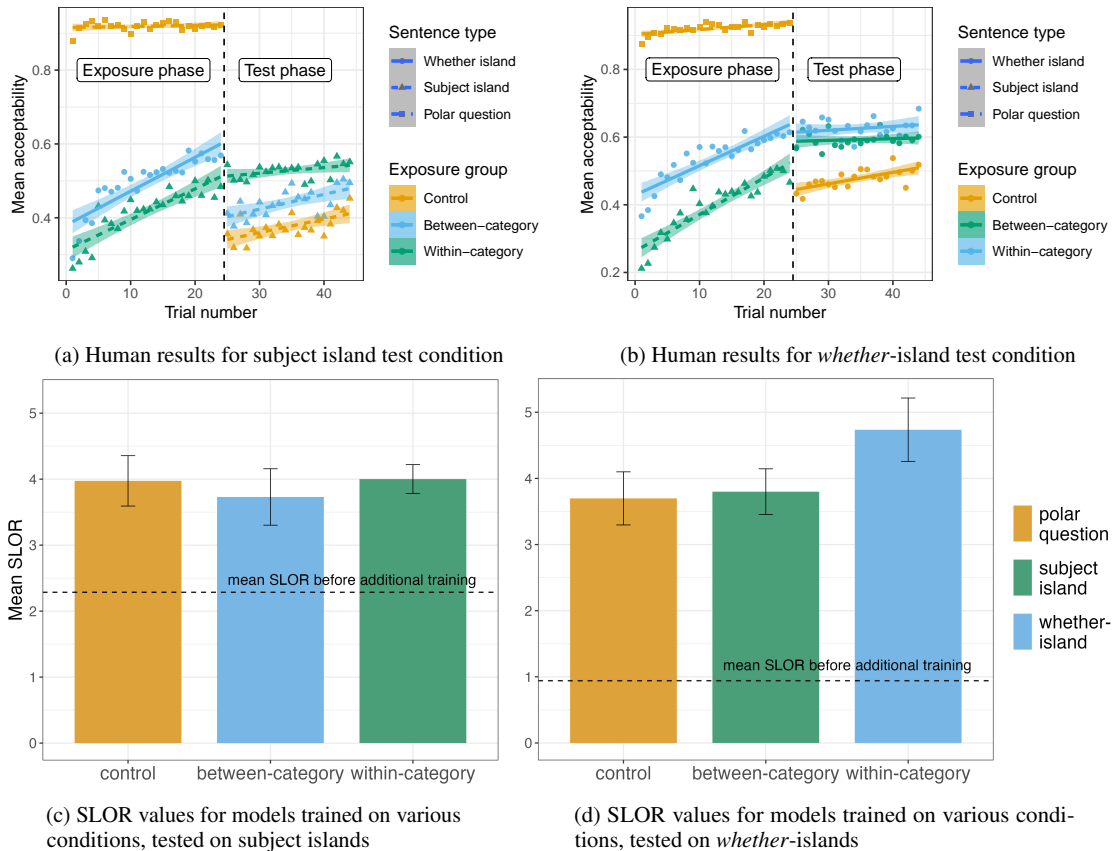 Mean acceptability
0.8
0.6
0.4
Exposure phase
Test phase
0
10
20
30
40
Trial number
Sentence type
Whether island
Subject island
Polar question
Exposure group
Control
Between−category
Within−category
(a) Human results for subject island test condition
Mean acceptability
0.8
0.6
0.4
0.2
Exposure phase
Test phase
0
10
20
30
40
Trial number
Sentence type
Whether island
Subject island
Polar question
Exposure group
Control
Between−category
Within−category
(b) Human results for whether-island test condition
Mean SLOR
5
4
3
2
1
0
mean SLOR before additional training
control
between-category
within-category
(c) SLOR values for models trained on various
conditions, tested on subject islands
5
4
3
2
1
0
mean SLOR before additional training
control
between-category
within-category
polar
question
subject
island
whether-
island
(d) SLOR values for models trained on various condi-
tions, tested on whether-islands